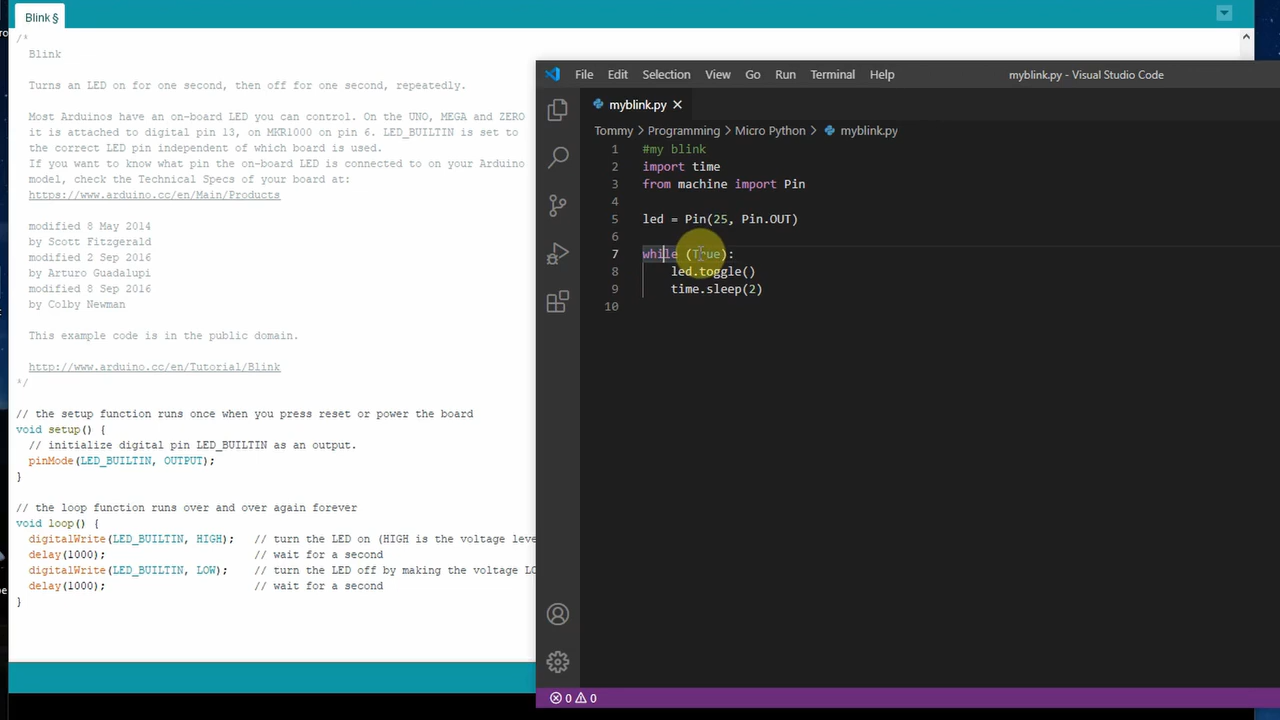 Blink §
/*
Blink
Turns an LED on for one second, then off for one second, repeatedly.
Most Arduinos have an on-board LED you can control. On the UNO, MEGA and ZERO
it is attached to digital pin 13, on MKR1000 on pin 6. LED_BUILTIN is set to
the correct LED pin independent of which board is used.
If you want to know what pin the on-board LED is connected to on your Arduino
model, check the Technical Specs of your board at:
https://www.arduino.cc/en/Main/Products
modified 8 May 2014
by Scott Fitzgerald
modified 2 Sep 2016
by Arturo Guadalupi
modified 8 Sep 2016
by Colby Newman
This example code is in the public domain.
http://www.arduino.cc/en/Tutorial/Blink
*/
// the setup function runs once when you press reset or power the board
void setup() {
// initialize digital pin LED_BUILTIN as an output.
pinMode(LED_BUILTIN, OUTPUT);
}
// the loop function runs over and over again forever
void loop() {
digitalWrite(LED_BUILTIN, HIGH);   // turn the LED on (HIGH is the voltage leve
delay(1000);                       // wait for a second
digitalWrite(LED_BUILTIN, LOW);    // turn the LED off by making the voltage LO
delay(1000);                       // wait for a second
}
File Edit Selection View Go Run Terminal Help myblink.py - Visual Studio Code
myblink.py
Tommy > Programming > Micro Python > myblink.py
1 #my blink
2 import time
3 from machine import Pin
4
5 led = Pin(25, Pin.OUT)
6
7 while (True):
8 led.toggle()
9 time.sleep(2)
10
0 0